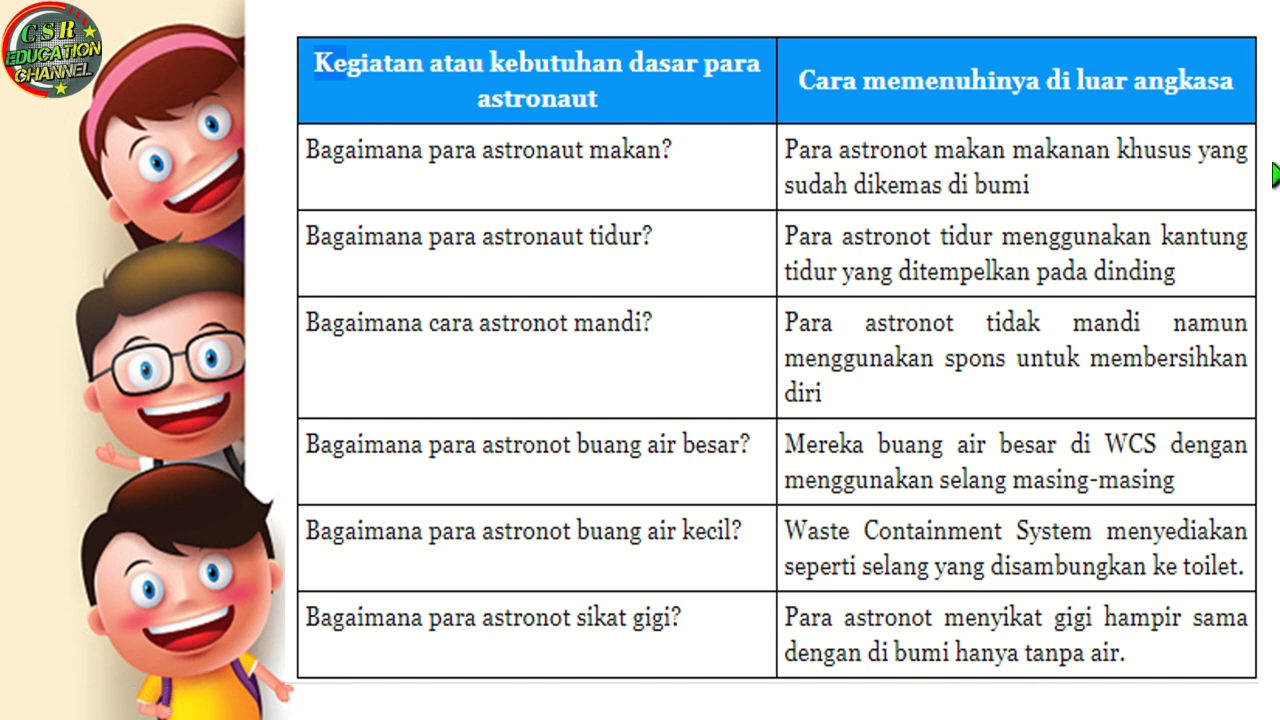 CSR
EDUCATION
CHANNEL
Kegiatan atau kebutuhan dasar para
astronaut
Cara memenuhinya di luar angkasa
Bagaimana para astronaut makan?
Para astronot makan makanan khusus yang
sudah dikemas di bumi
Bagaimana para astronaut tidur?
Para astronot tidur menggunakan kantung
tidur yang ditempelkan pada dinding
Bagaimana cara astronot mandi?
Para astronot tidak mandi namun
menggunakan spons untuk membersihkan
diri
Bagaimana para astronot buang air besar?
Mereka buang air besar di WCS dengan
menggunakan selang masing-masing
Bagaimana para astronot buang air kecil?
Waste Containment System menyediakan
seperti selang yang disambungkan ke toilet.
Bagaimana para astronot sikat gigi?
Para astronot menyikat gigi hampir sama
dengan di bumi hanya tanpa air.